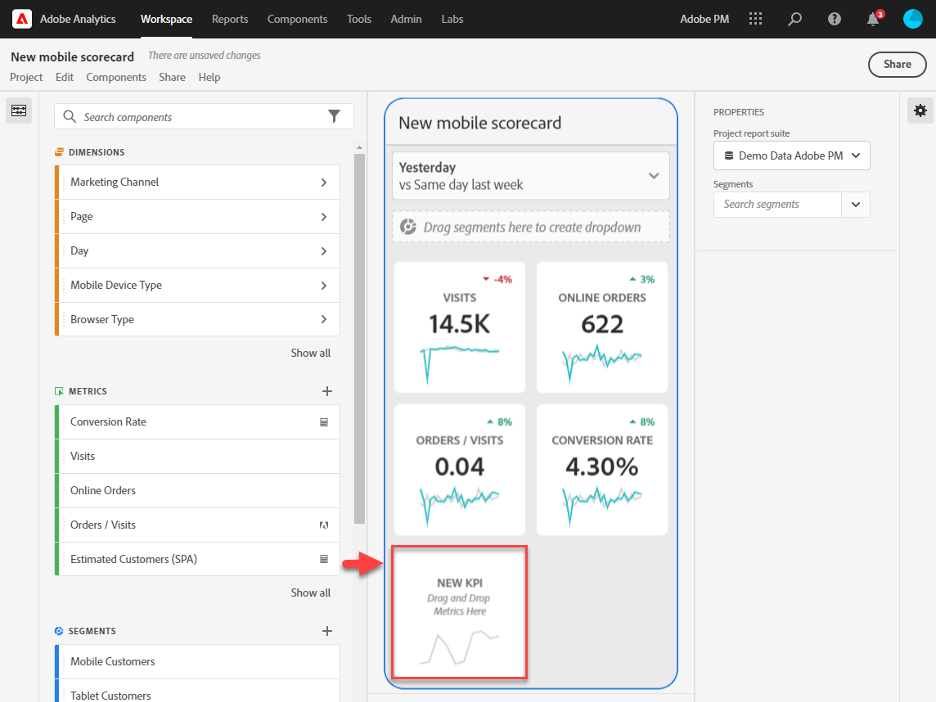 Adobe Analytics Workspace Reports Components Tools Admin Labs Adobe PM 3
New mobile scorecard There are unsaved changes
Project Edit Components Share Help
Share
Search components
DIMENSIONS
Marketing Channel
Page
Day
Mobile Device Type
Browser Type
Show all
METRICS
Conversion Rate
Visits
Online Orders
Orders / Visits
Estimated Customers (SPA)
Show all
SEGMENTS
Mobile Customers
Tablet Customers
New mobile scorecard
Yesterday
vs Same day last week
Drag segments here to create dropdown
-4%
VISITS
14.5K
3%
ONLINE ORDERS
622
8%
ORDERS / VISITS
0.04
8%
CONVERSION RATE
4.30%
NEW KPI
Drag and Drop
Metrics Here
PROPERTIES
Project report suite
Demo Data Adobe PM
Segments
Search segments